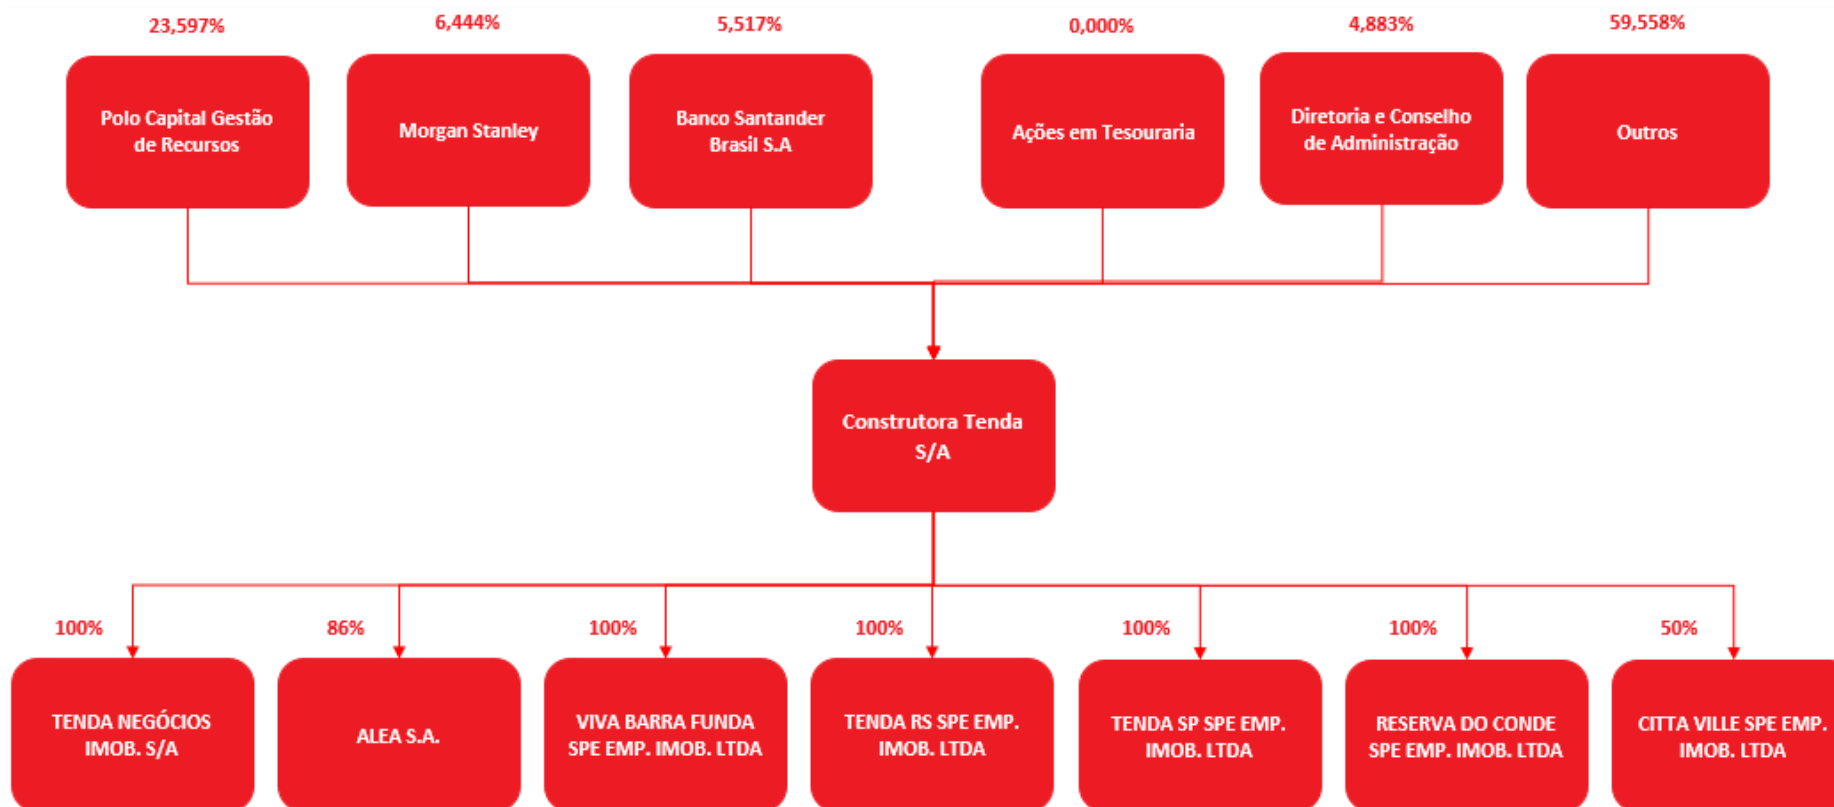 23,597%
6,444%
5,517%
0,000%
4,883%
59,558%
Polo Capital Gestão
de Recursos
Morgan Stanley
Banco Santander
Brasil S.A
Ações em Tesouraria
Diretoria e Conselho
de Administração
Outros
Construtora Tenda
S/A
100%
86%
100%
100%
100%
100%
50%
TENDA NEGÓCIOS
IMOB. S/A
ALEA S.A.
VIVA BARRA FUNDA
SPE EMP. IMOB. LTDA
TENDA RS SPE EMP.
IMOB. LTDA
TENDA SP SPE EMP.
IMOB. LTDA
RESERVA DO CONDE
SPE EMP. IMOB. LTDA
CITTA VILLE SPE EMP.
IMOB. LTDA